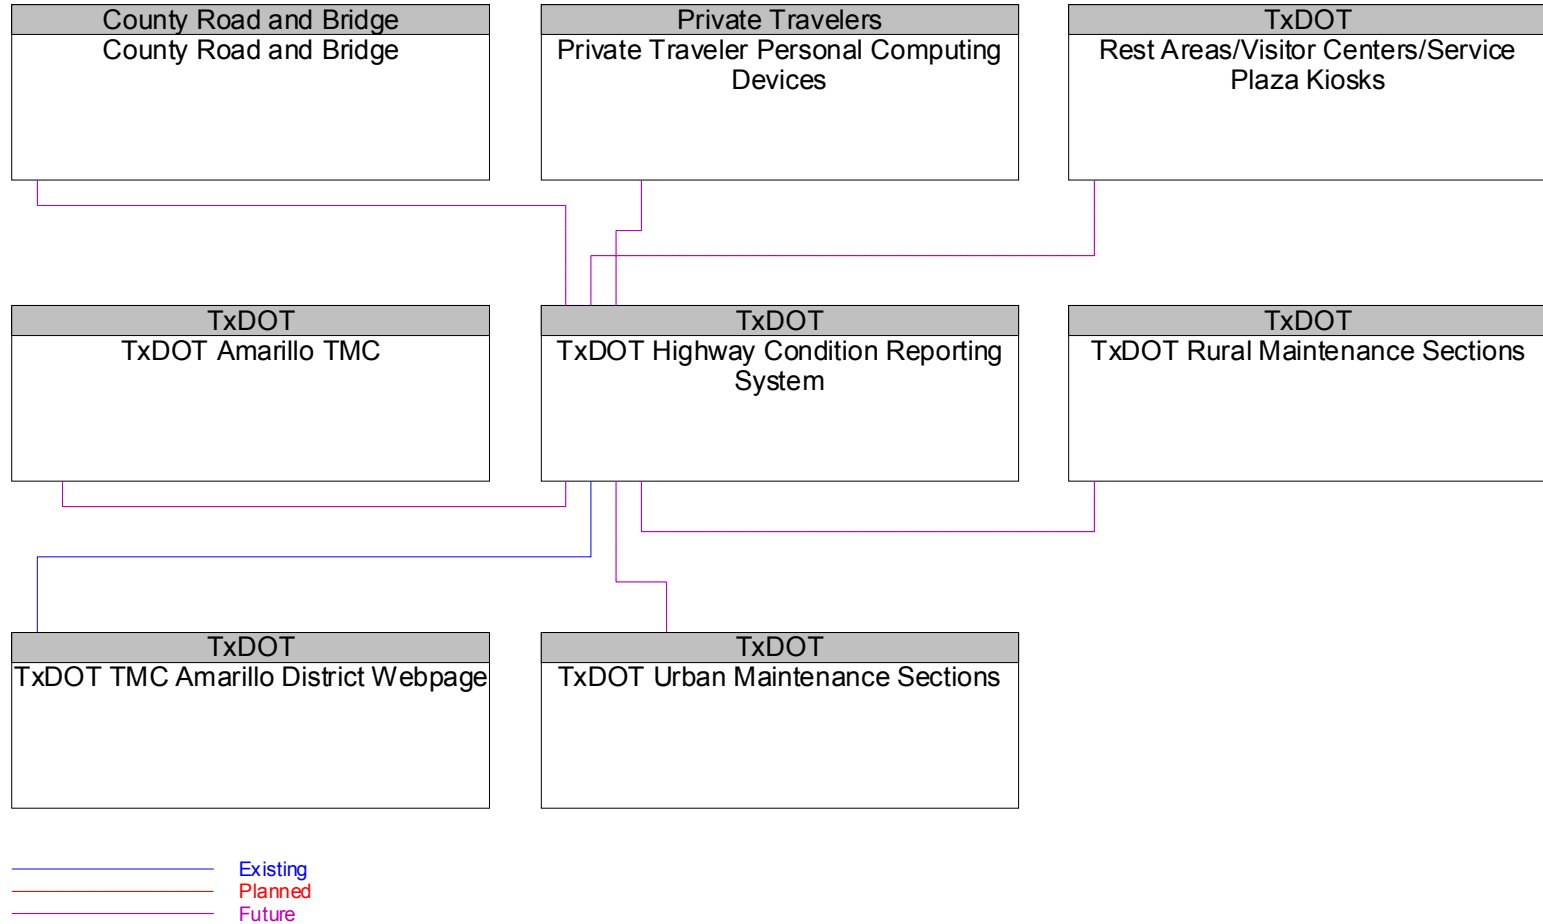 County Road and Bridge
County Road and Bridge
Private Travelers
Private Traveler Personal Computing
Devices
TxDOT
Rest Areas/Visitor Centers/Service
Plaza Kiosks
TxDOT
TxDOT Amarillo TMC
TxDOT
TxDOT Highway Condition Reporting
System
TxDOT
TxDOT Rural Maintenance Sections
TxDOT
TxDOT TMC Amarillo District Webpage
TxDOT
TxDOT Urban Maintenance Sections
Existing
Planned
Future